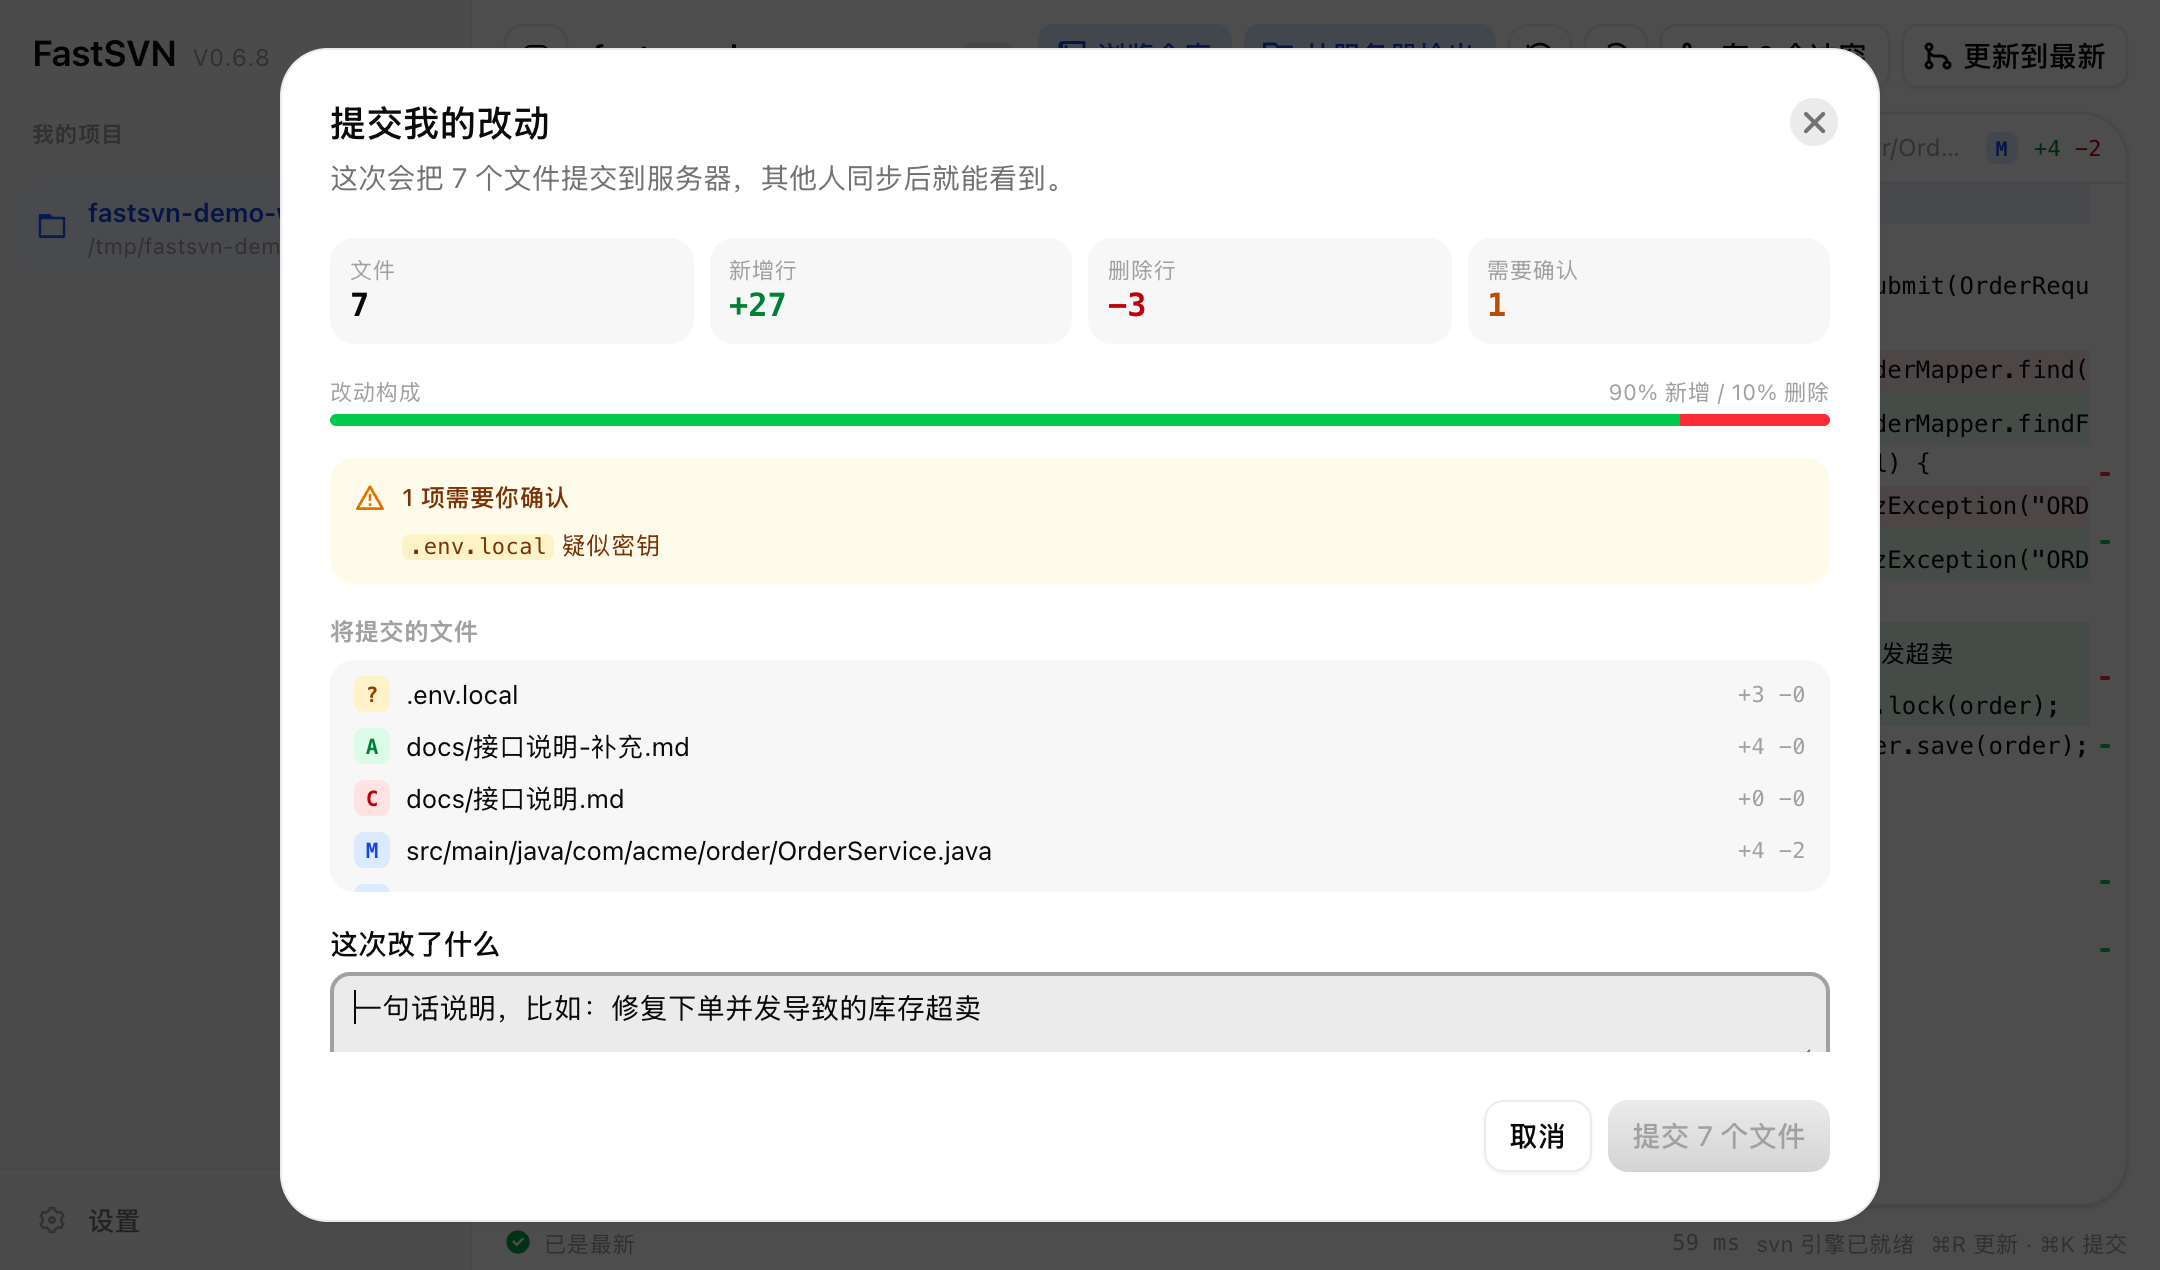 FastSVN V0.6.8
更新到最新
我的项目
fastsvn-demo-
/tmp/fastsvn-dem
提交我的改动
这次会把 7 个文件提交到服务器，其他人同步后就能看到。
文件
7
新增行
+27
删除行
−3
需要确认
1
改动构成
90% 新增 / 10% 删除
1 项需要你确认
.env.local 疑似密钥
将提交的文件
? .env.local +3 −0
A docs/接口说明-补充.md +4 −0
C docs/接口说明.md +0 −0
M src/main/java/com/acme/order/OrderService.java +4 −2
这次改了什么
一句话说明，比如：修复下单并发导致的库存超卖
取消
提交 7 个文件
r/Ord... M +4 −2
ubmit(OrderRequ
derMapper.find(
derMapper.findF
l) {
zException("ORD
zException("ORD
发超卖
.lock(order);
er.save(order);
设置
已是最新
59 ms svn 引擎已就绪 ⌘R 更新 · ⌘K 提交